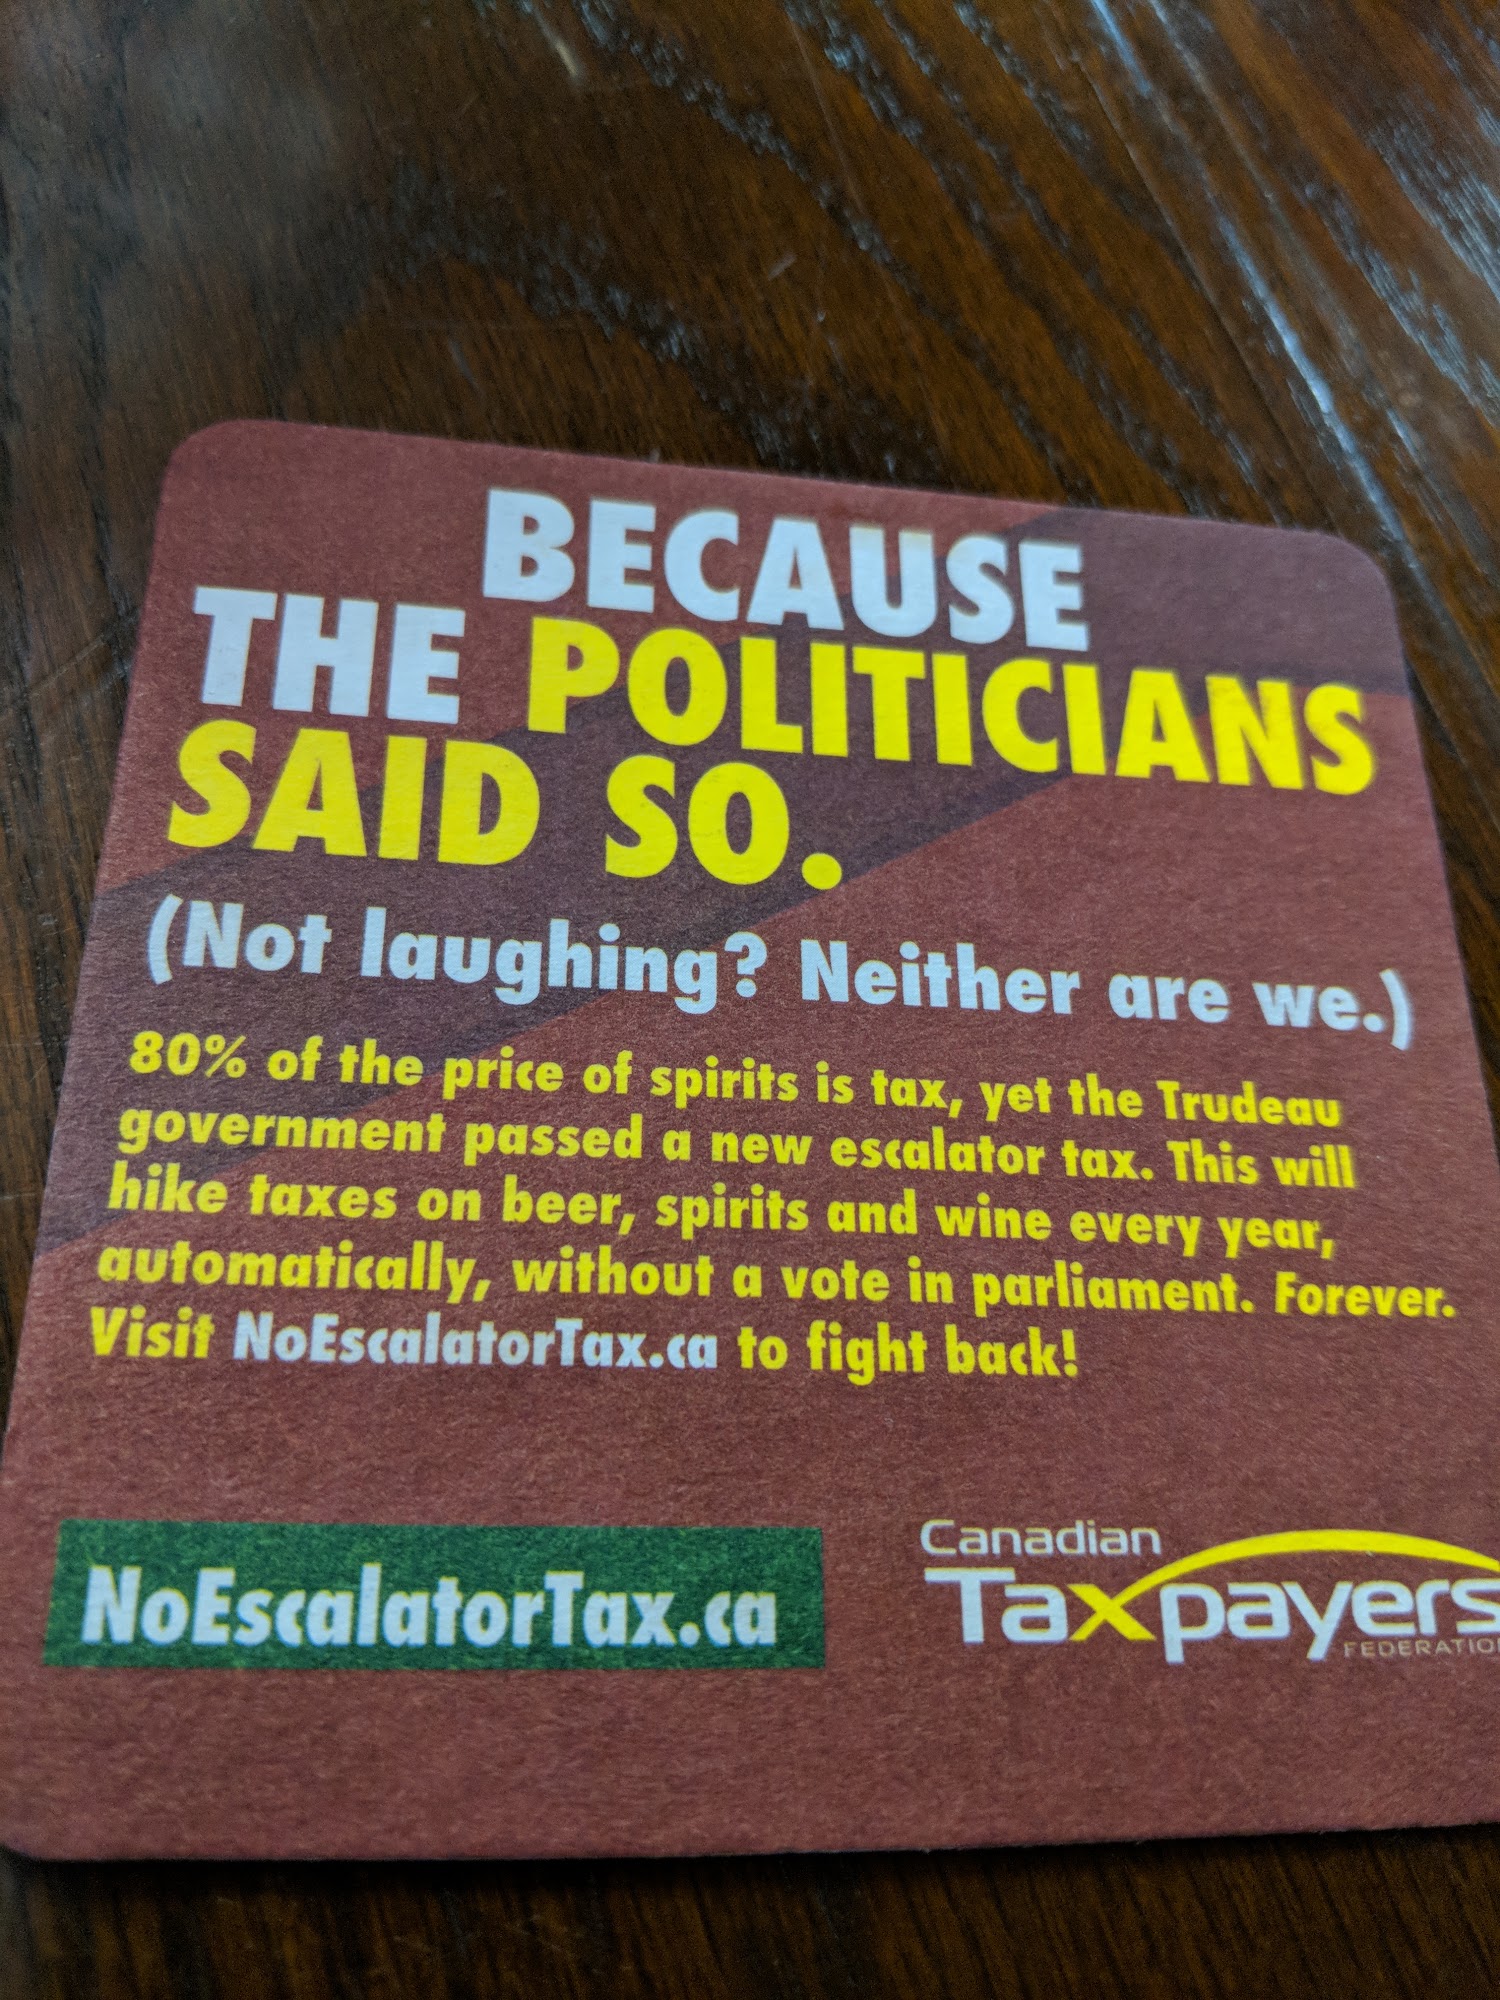 BECAUSE
THE POLITICIANS
SAID SO.
(Not laughing? Neither are we.)
80% of the price of spirits is tax, yet the Trudeau
government passed a new escalator tax. This will
hike taxes on beer, spirits and wine every year,
automatically, without a vote in parliament. Forever.
Visit NoEscalatorTax.ca to fight back!
NoEscalatorTax.ca
Canadian
Taxpayers
FEDERATION